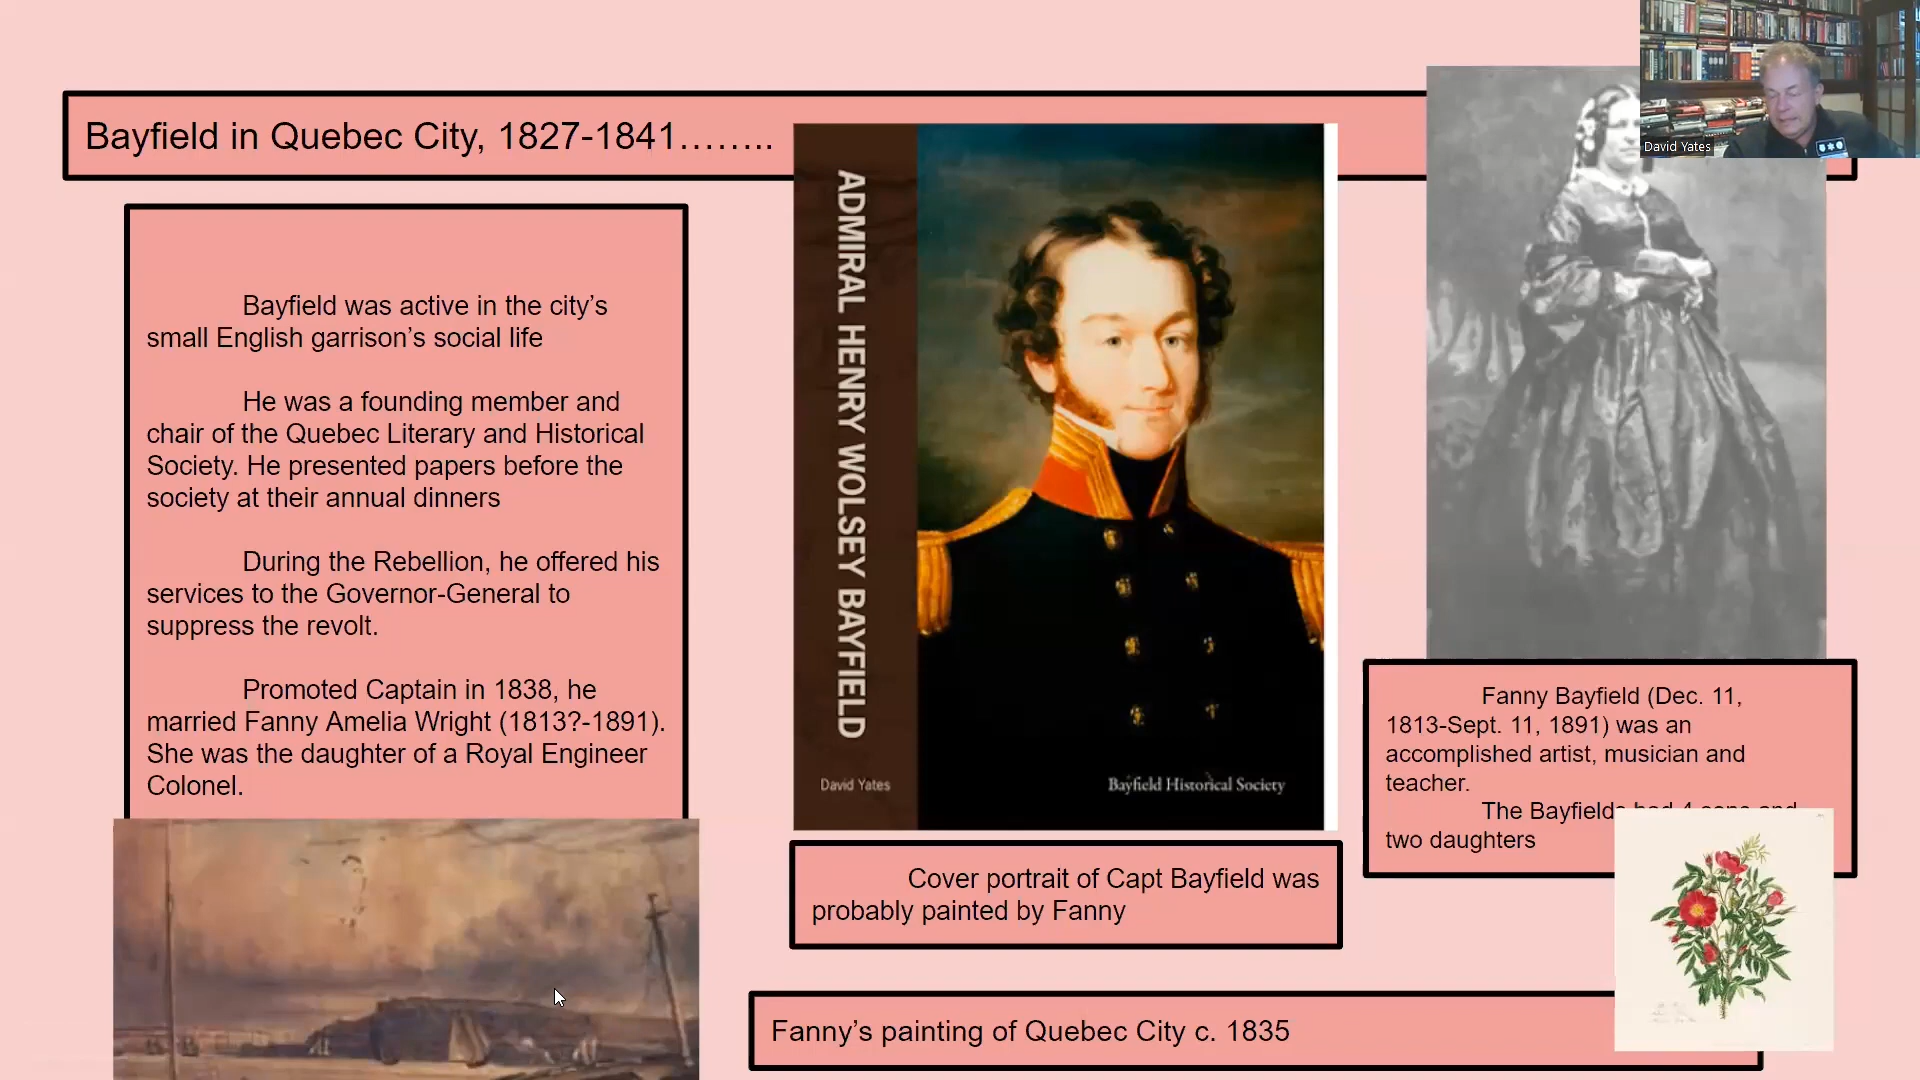 Bayfield in Quebec City, 1827-1841……..
David Yates
Bayfield was active in the city’s
small English garrison’s social life
He was a founding member and
chair of the Quebec Literary and Historical
Society. He presented papers before the
society at their annual dinners
During the Rebellion, he offered his
services to the Governor-General to
suppress the revolt.
Promoted Captain in 1838, he
married Fanny Amelia Wright (1813?-1891).
She was the daughter of a Royal Engineer
Colonel.
ADMIRAL HENRY WOLSEY BAYFIELD
David Yates
Bayfield Historical Society
Cover portrait of Capt Bayfield was
probably painted by Fanny
Fanny Bayfield (Dec. 11,
1813-Sept. 11, 1891) was an
accomplished artist, musician and
teacher.
The Bayfields had 4 sons and
two daughters
Fanny’s painting of Quebec City c. 1835